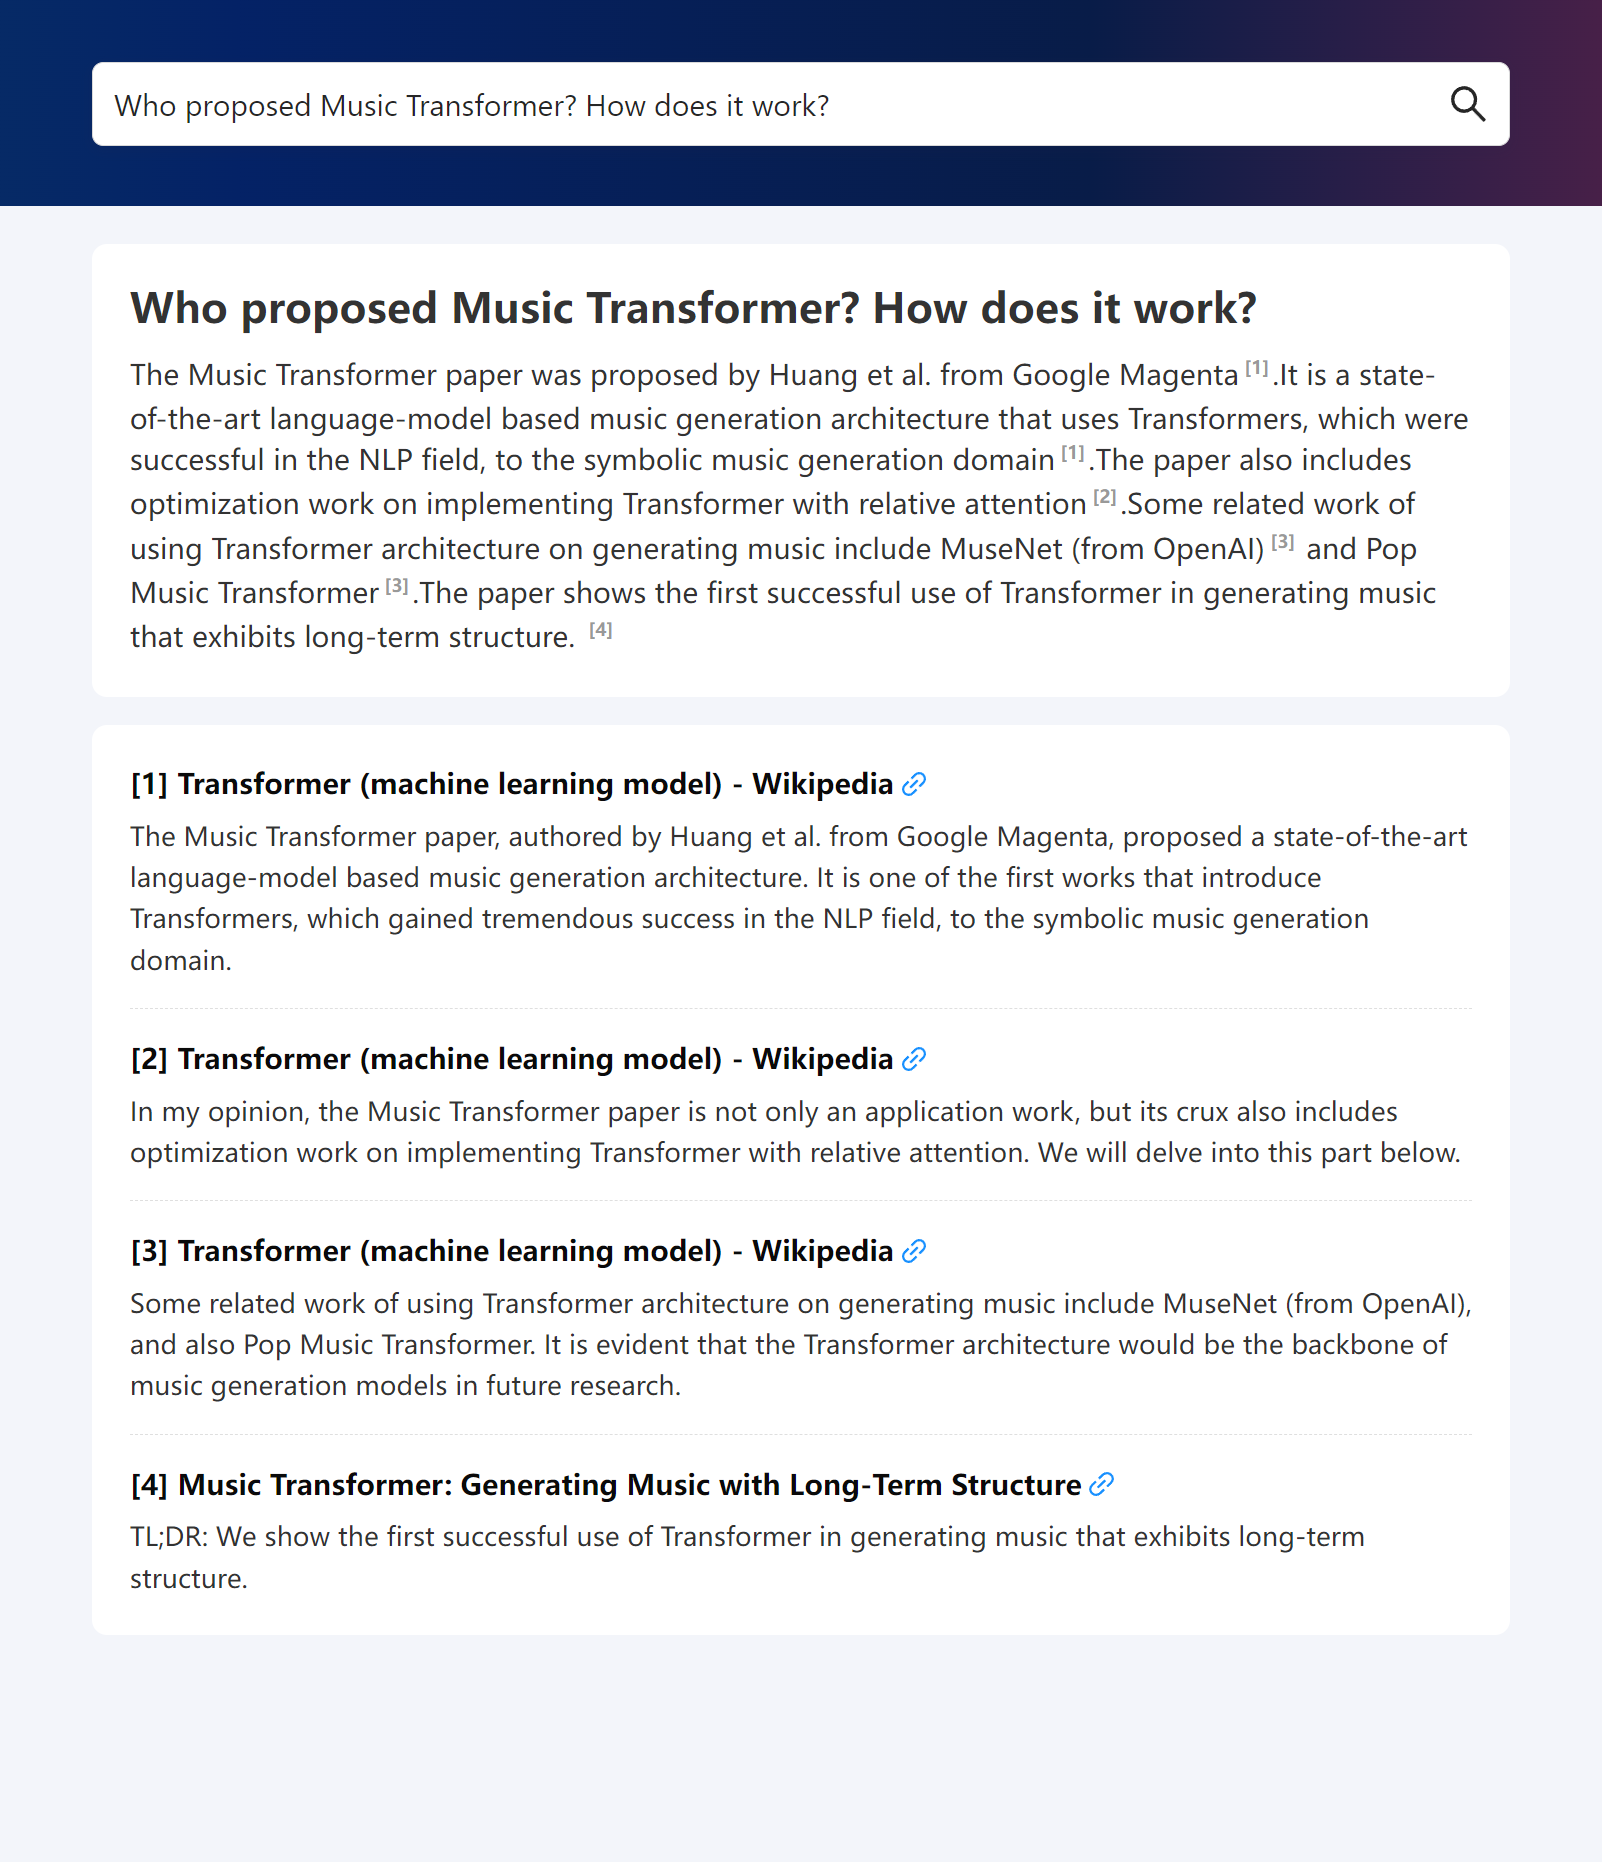 Who proposed Music Transformer? How does it work?
Who proposed Music Transformer? How does it work?
The Music Transformer paper was proposed by Huang et al. from Google Magenta [1].It is a state-
of-the-art language-model based music generation architecture that uses Transformers, which were
successful in the NLP field, to the symbolic music generation domain [1].The paper also includes
optimization work on implementing Transformer with relative attention [2].Some related work of
using Transformer architecture on generating music include MuseNet (from OpenAI) [3] and Pop
Music Transformer [3].The paper shows the first successful use of Transformer in generating music
that exhibits long-term structure. [4]
[1] Transformer (machine learning model) - Wikipedia
The Music Transformer paper, authored by Huang et al. from Google Magenta, proposed a state-of-the-art
language-model based music generation architecture. It is one of the first works that introduce
Transformers, which gained tremendous success in the NLP field, to the symbolic music generation
domain.
[2] Transformer (machine learning model) - Wikipedia
In my opinion, the Music Transformer paper is not only an application work, but its crux also includes
optimization work on implementing Transformer with relative attention. We will delve into this part below.
[3] Transformer (machine learning model) - Wikipedia
Some related work of using Transformer architecture on generating music include MuseNet (from OpenAI),
and also Pop Music Transformer. It is evident that the Transformer architecture would be the backbone of
music generation models in future research.
[4] Music Transformer: Generating Music with Long-Term Structure
TL;DR: We show the first successful use of Transformer in generating music that exhibits long-term
structure.